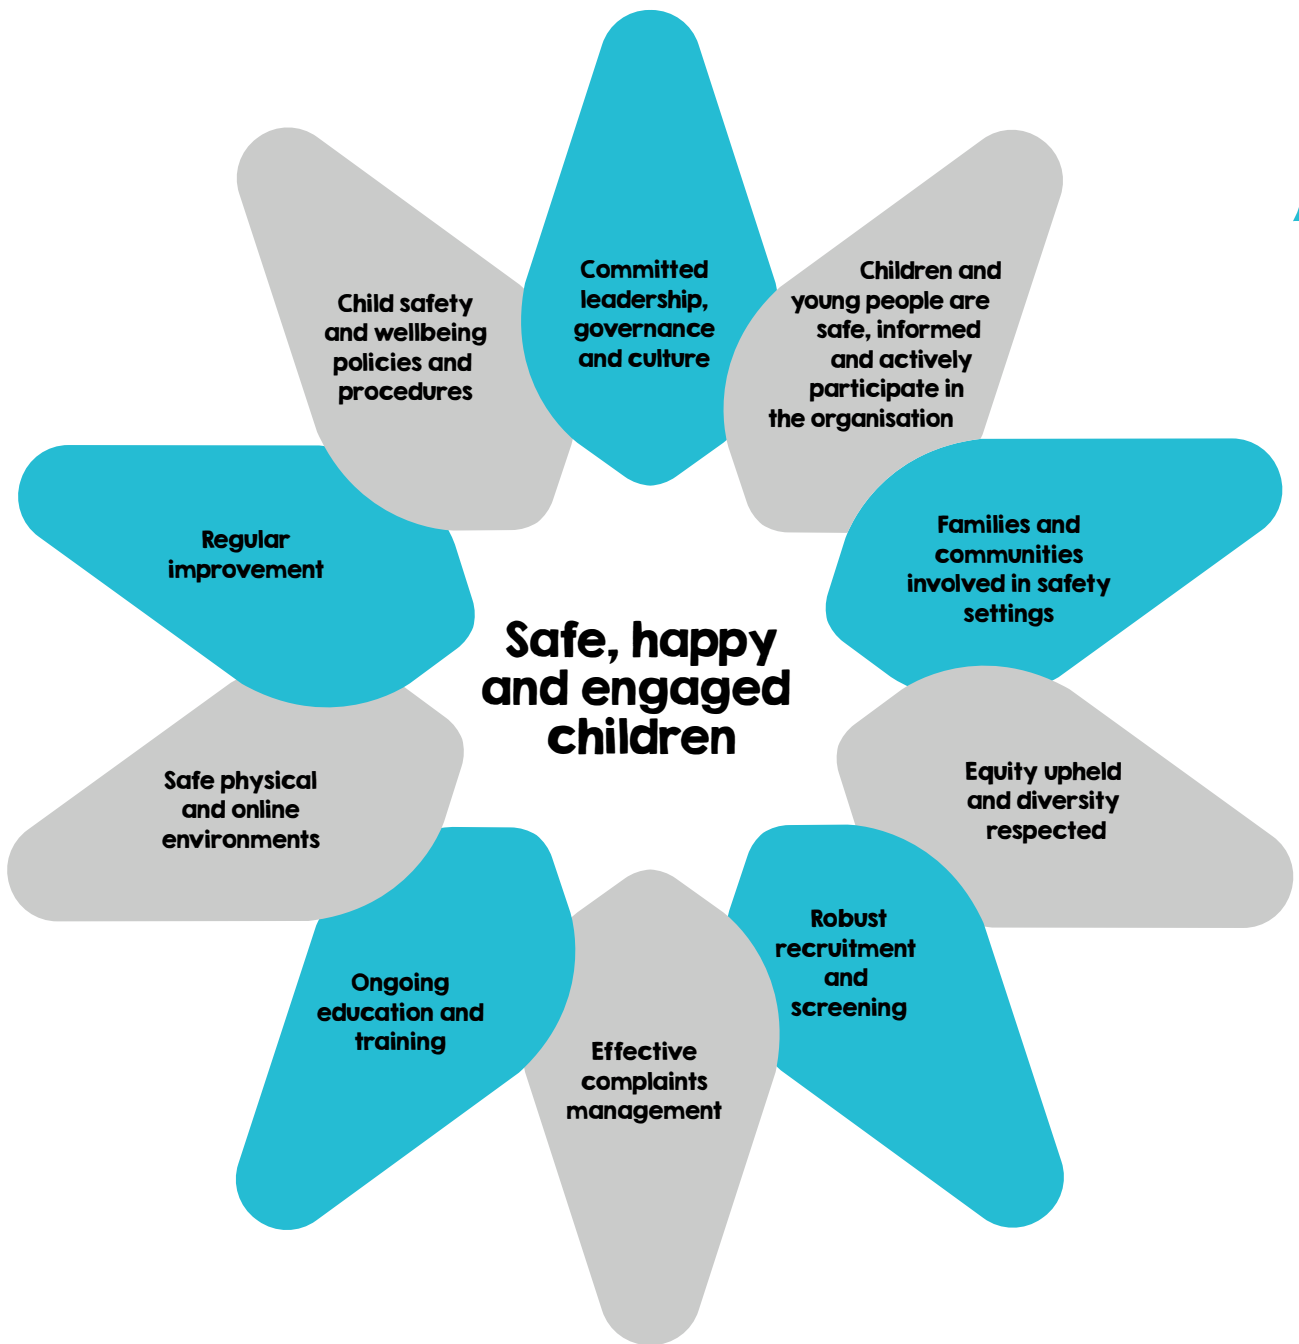 Committed
leadership,
governance
and culture
Children and
young people are
safe, informed
and actively
participate in
the organisation
Families and
communities
involved in safety
settings
Equity upheld
and diversity
respected
Robust
recruitment
and
screening
Effective
complaints
management
Ongoing
education and
training
Safe physical
and online
environments
Regular
improvement
Child safety
and wellbeing
policies and
procedures
Safe, happy
and engaged
children